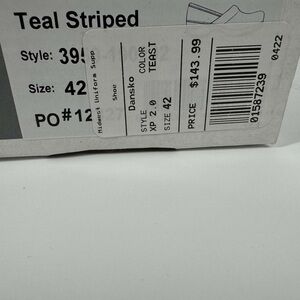 Teal Striped
Style: 39
Size: 42
PO#12
Midwest Uniform Supp
Shoe
Dansko
STYLE COLOR
XP 2.0 TEAST
SIZE 42
PRICE $143.99
01587239
0422